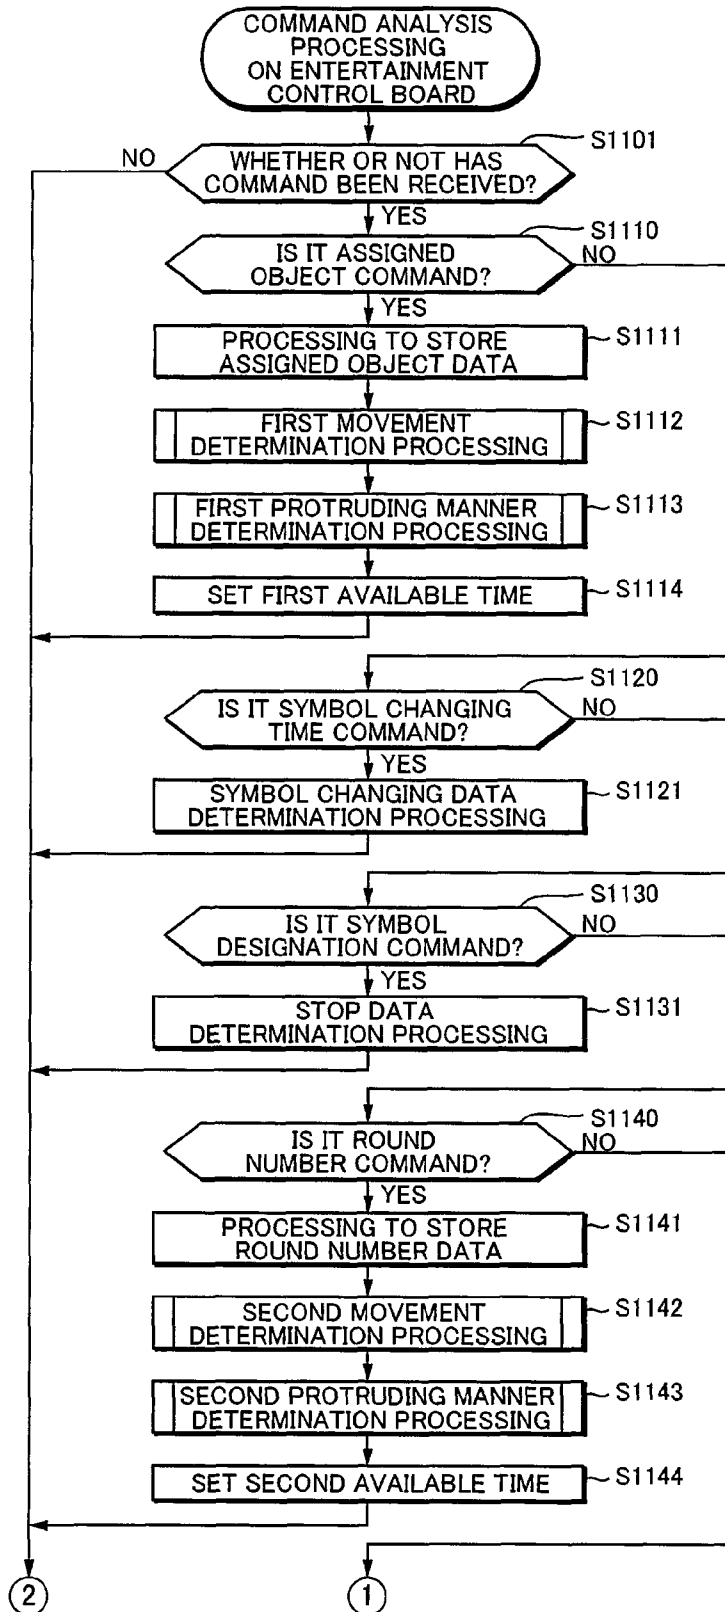 COMMAND ANALYSIS
PROCESSING
ON ENTERTAINMENT
CONTROL BOARD
S1101
NO
WHETHER OR NOT HAS
COMMAND BEEN RECEIVED?
YES
S1110
IS IT ASSIGNED
OBJECT COMMAND?
NO
YES
PROCESSING TO STORE
ASSIGNED OBJECT DATA
S1111
FIRST MOVEMENT
DETERMINATION PROCESSING
S1112
FIRST PROTRUDING MANNER
DETERMINATION PROCESSING
S1113
SET FIRST AVAILABLE TIME
S1114
S1120
IS IT SYMBOL CHANGING
TIME COMMAND?
NO
YES
SYMBOL CHANGING DATA
DETERMINATION PROCESSING
S1121
S1130
IS IT SYMBOL
DESIGNATION COMMAND?
NO
YES
STOP DATA
DETERMINATION PROCESSING
S1131
S1140
IS IT ROUND
NUMBER COMMAND?
NO
YES
PROCESSING TO STORE
ROUND NUMBER DATA
S1141
SECOND MOVEMENT
DETERMINATION PROCESSING
S1142
SECOND PROTRUDING MANNER
DETERMINATION PROCESSING
S1143
SET SECOND AVAILABLE TIME
S1144
2
1